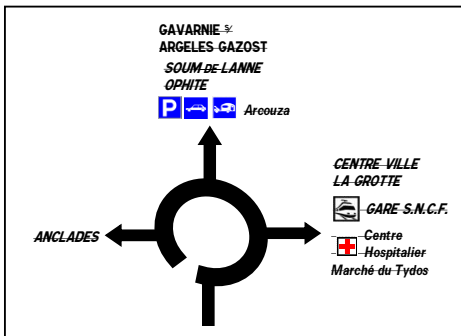 GAVARNIE S/
ARGELES GAZOST
SOUM DE LANNE
OPHITE
P Arcouza
CENTRE VILLE
LA GROTTE
GARE S.N.C.F.
ANCLADES
Centre
Hospitalier
Marché du Tydos